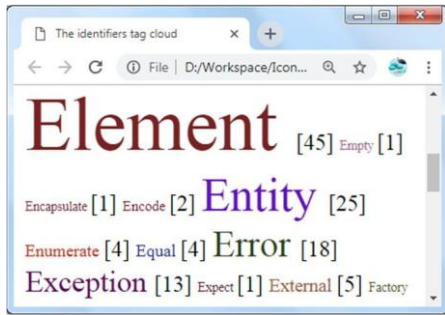 The identifiers tag cloud
File | D:/Workspace/Icon...
Element [45] Empty [1]
Encapsulate [1] Encode [2] Entity [25]
Enumerate [4] Equal [4] Error [18]
Exception [13] Expect [1] External [5] Factory